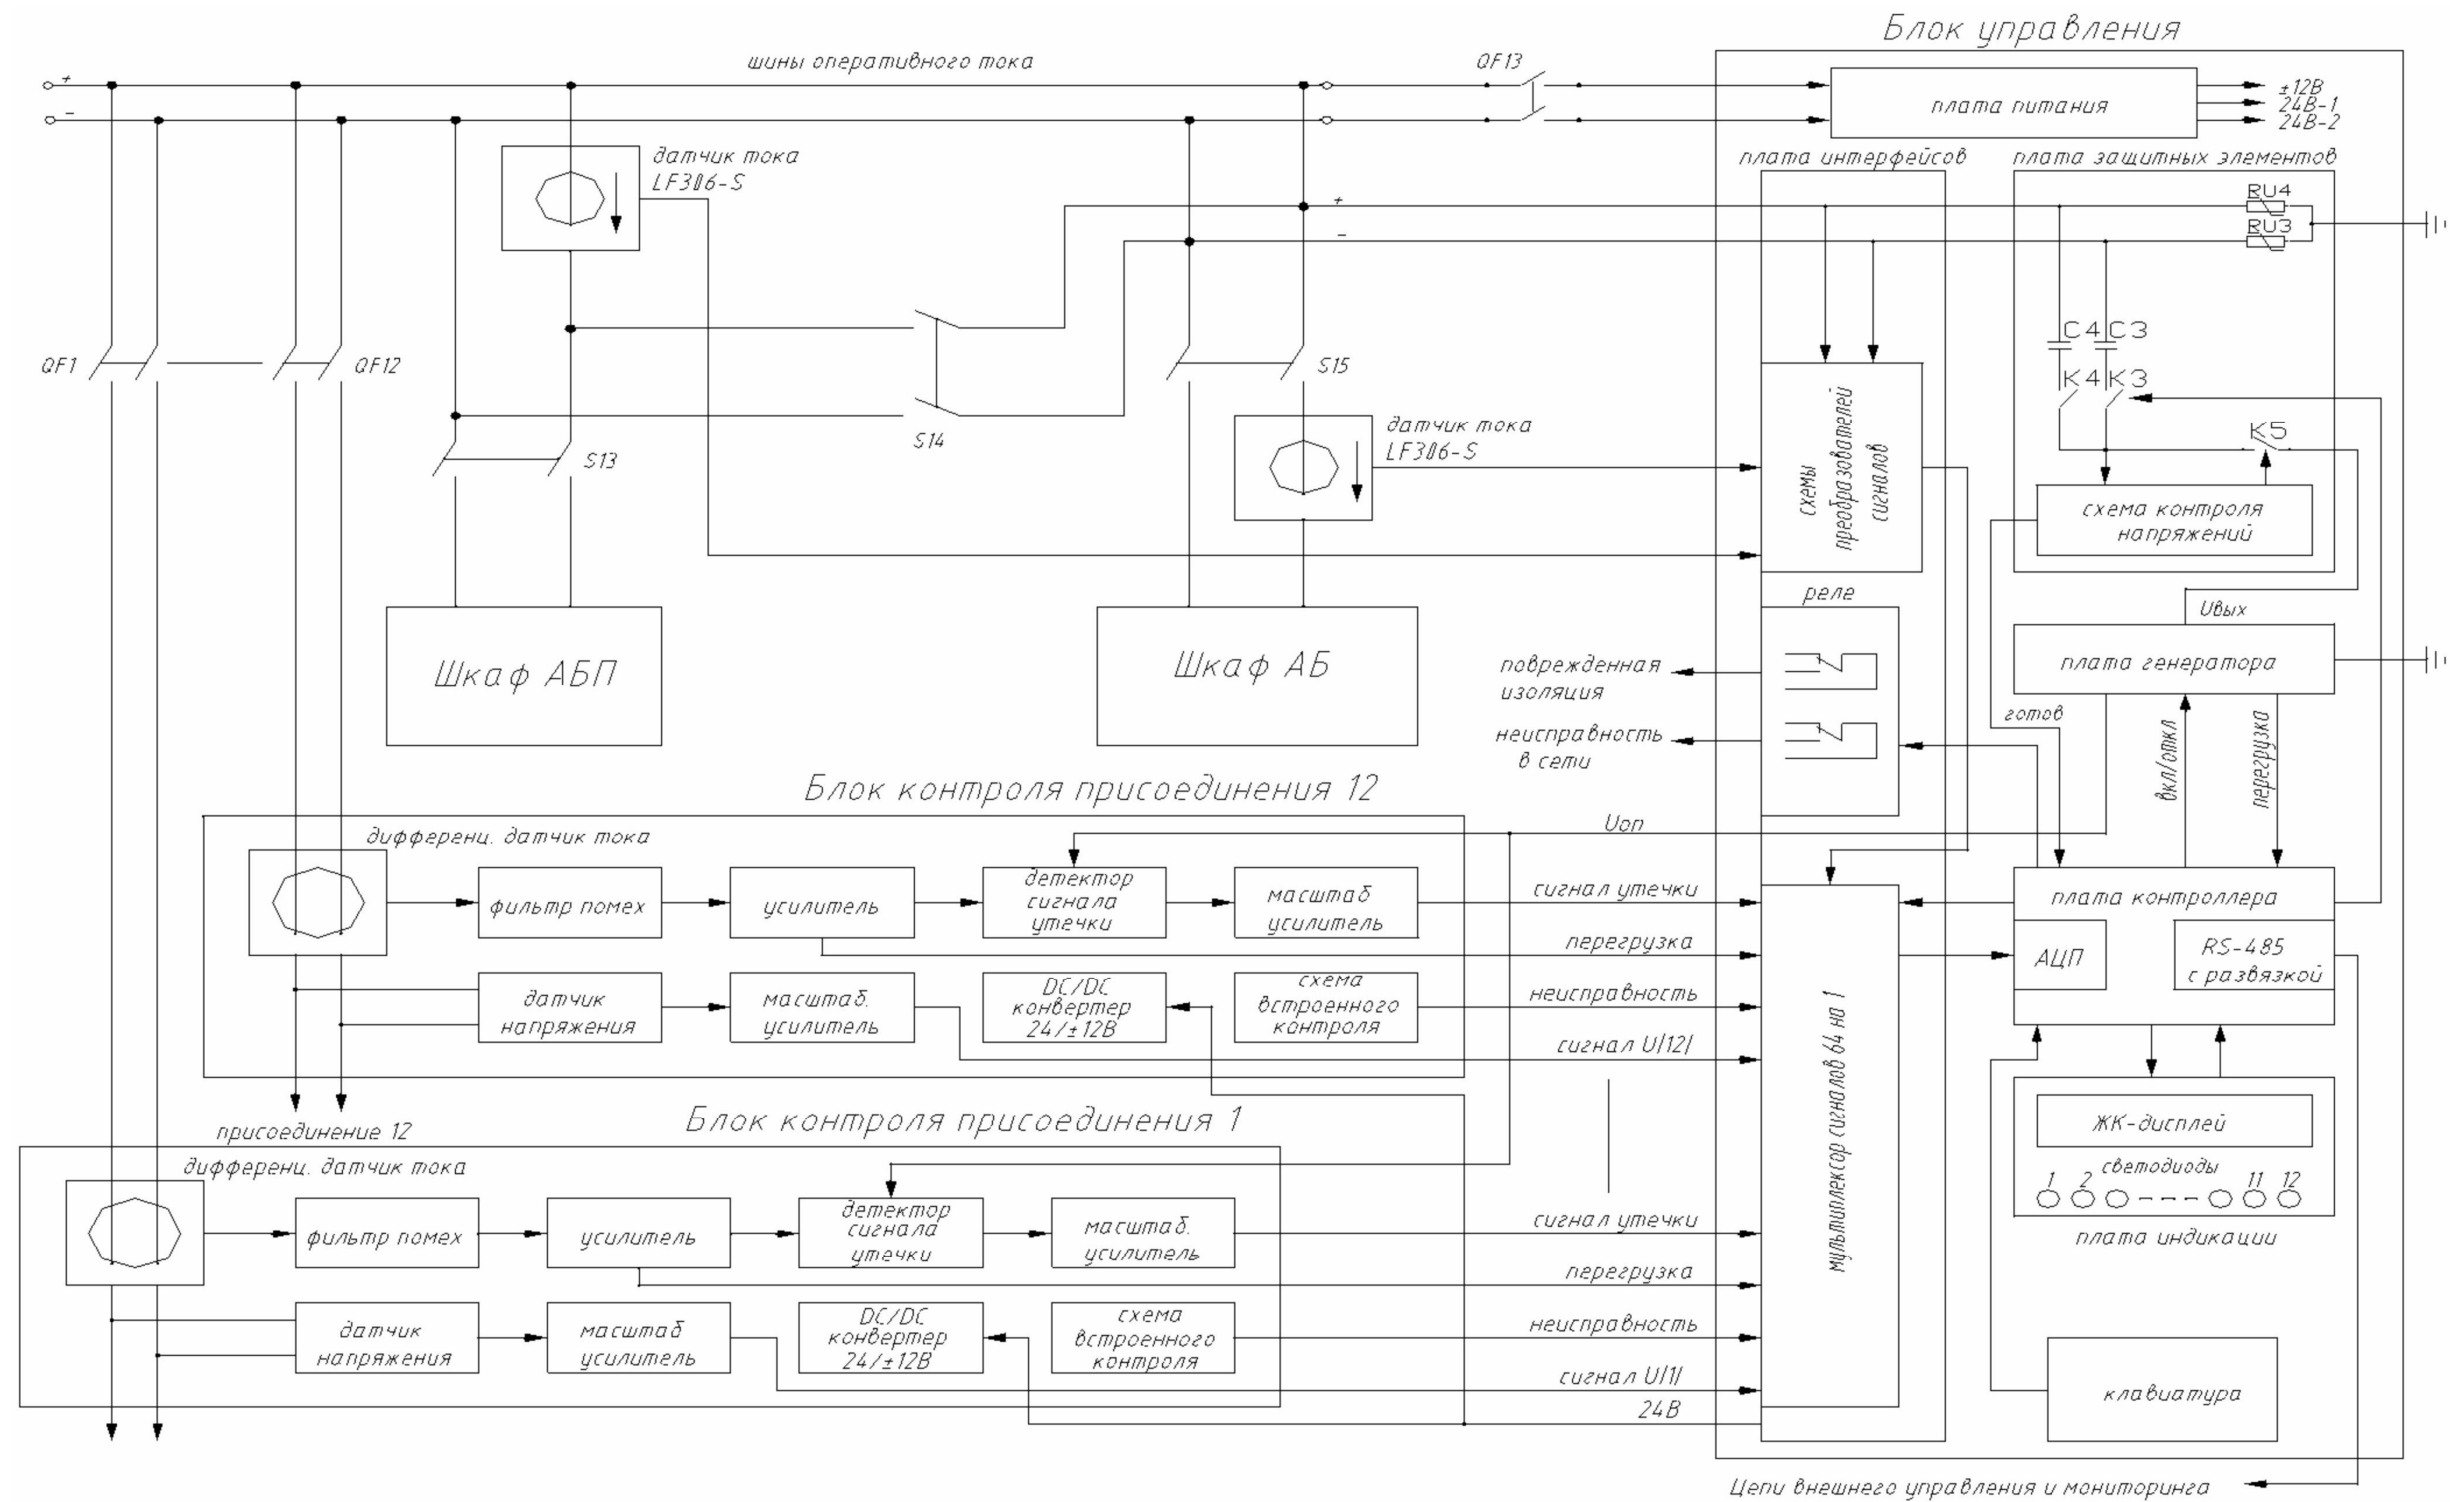 Блок управления
шины оперативного тока
QF13
+
-
плата питания
±12В
24В-1
24В-2
датчик тока
LF306-S
плата интерфейсов
плата защитных элементов
RU4
RU3
+
-
C4
C3
K4
K3
K5
QF1
QF12
S15
S14
S13
датчик тока
LF306-S
схемы
преобразователей
сигналов
схема контроля
напряжений
Uвых
реле
Шкаф АБП
Шкаф АБ
поврежденная
изоляция
неисправность
в сети
плата генератора
готов
вкл/откл
перегрузка
Блок контроля присоединения 12
дифференц. датчик тока
Uоп
фильтр помех
усилитель
детектор
сигнала
утечки
масштаб
усилитель
сигнал утечки
перегрузка
датчик
напряжения
масштаб.
усилитель
DC/DC
конвертер
24/±12В
схема
встроенного
контроля
неисправность
сигнал U/12/
плата контроллера
АЦП
RS-485
с развязкой
мультиплексор сигналов 64 на 1
присоединение 12
Блок контроля присоединения 1
дифференц. датчик тока
фильтр помех
усилитель
детектор
сигнала
утечки
масштаб.
усилитель
сигнал утечки
перегрузка
датчик
напряжения
масштаб
усилитель
DC/DC
конвертер
24/±12В
схема
встроенного
контроля
неисправность
сигнал U/1/
24В
ЖК-дисплей
светодиоды
1 2 11 12
плата индикации
клавиатура
Цепи внешнего управления и мониторинга